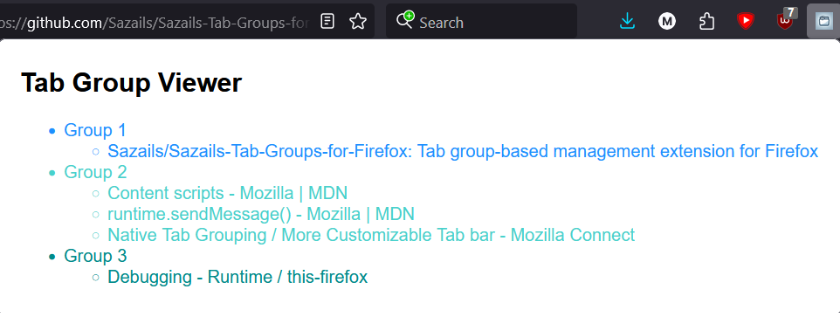 ps://github.com/Sazails/Sazails-Tab-Groups-for
Search
M
7
Tab Group Viewer
Group 1
Sazails/Sazails-Tab-Groups-for-Firefox: Tab group-based management extension for Firefox
Group 2
Content scripts - Mozilla | MDN
runtime.sendMessage() - Mozilla | MDN
Native Tab Grouping / More Customizable Tab bar - Mozilla Connect
Group 3
Debugging - Runtime / this-firefox